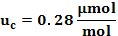 u_c = 0.28 μmol/mol